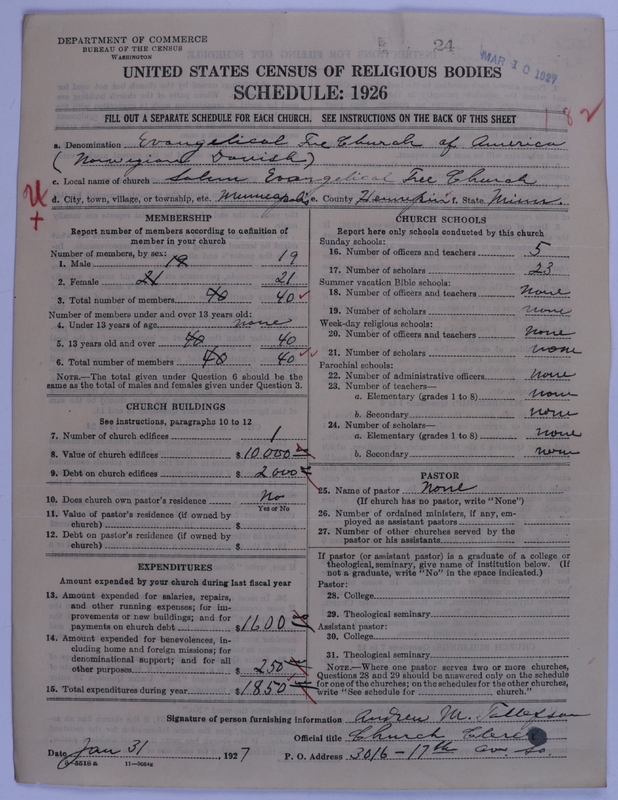 DEPARTMENT OF COMMERCE
BUREAU OF THE CENSUS
WASHINGTON
24
MAR 10 1927
UNITED STATES CENSUS OF RELIGIOUS BODIES
SCHEDULE: 1926
182
FILL OUT A SEPARATE SCHEDULE FOR EACH CHURCH. SEE INSTRUCTIONS ON THE BACK OF THIS SHEET
a. Denomination Evangelical Free Church of America
(Norwegian Danish)
c. Local name of church Salem Evangelical Free Church
d. City, town, village, or township, etc. Minneapolis e. County Hennepin f. State Minn.
MEMBERSHIP
Report number of members according to definition of
member in your church
Number of members, by sex:
1. Male 19 19
2. Female 21 21
3. Total number of members 40 40
Number of members under and over 13 years old:
4. Under 13 years of age none
5. 13 years old and over 40 40
6. Total number of members 40 40
NOTE.—The total given under Question 6 should be the
same as the total of males and females given under Question 3.
CHURCH BUILDINGS
See instructions, paragraphs 10 to 12
7. Number of church edifices 1
8. Value of church edifices $10,000
9. Debt on church edifices $2000
10. Does church own pastor's residence No
Yes or No
11. Value of pastor's residence (if owned by
church) $
12. Debt on pastor's residence (if owned by
church) $
EXPENDITURES
Amount expended by your church during last fiscal year
13. Amount expended for salaries, repairs,
and other running expenses; for im-
provements or new buildings; and for
payments on church debt $1600
14. Amount expended for benevolences, in-
cluding home and foreign missions; for
denominational support; and for all
other purposes $250
15. Total expenditures during year $1850
CHURCH SCHOOLS
Report here only schools conducted by this church
Sunday schools:
16. Number of officers and teachers 5
17. Number of scholars 23
Summer vacation Bible schools:
18. Number of officers and teachers None
19. Number of scholars none
Week-day religious schools:
20. Number of officers and teachers None
21. Number of scholars none
Parochial schools:
22. Number of administrative officers None
23. Number of teachers—
a. Elementary (grades 1 to 8) none
b. Secondary none
24. Number of scholars—
a. Elementary (grades 1 to 8) none
b. Secondary none
PASTOR
25. Name of pastor None
(If church has no pastor, write "None")
26. Number of ordained ministers, if any, em-
ployed as assistant pastors
27. Number of other churches served by the
pastor or his assistants
If pastor (or assistant pastor) is a graduate of a college or
theological seminary, give name of institution below. (If
not a graduate, write "No" in the space indicated.)
Pastor:
28. College
29. Theological seminary
Assistant pastor:
30. College
31. Theological seminary
NOTE.—Where one pastor serves two or more churches,
Questions 28 and 29 should be answered only on the schedule
for one of the churches; on the schedules for the other churches,
write "See schedule for church."
Signature of person furnishing information Andrew M.
Official title Church Clerk
Date Jan 31, 1927
P. O. Address 3016-17th Av. So.
11-9054